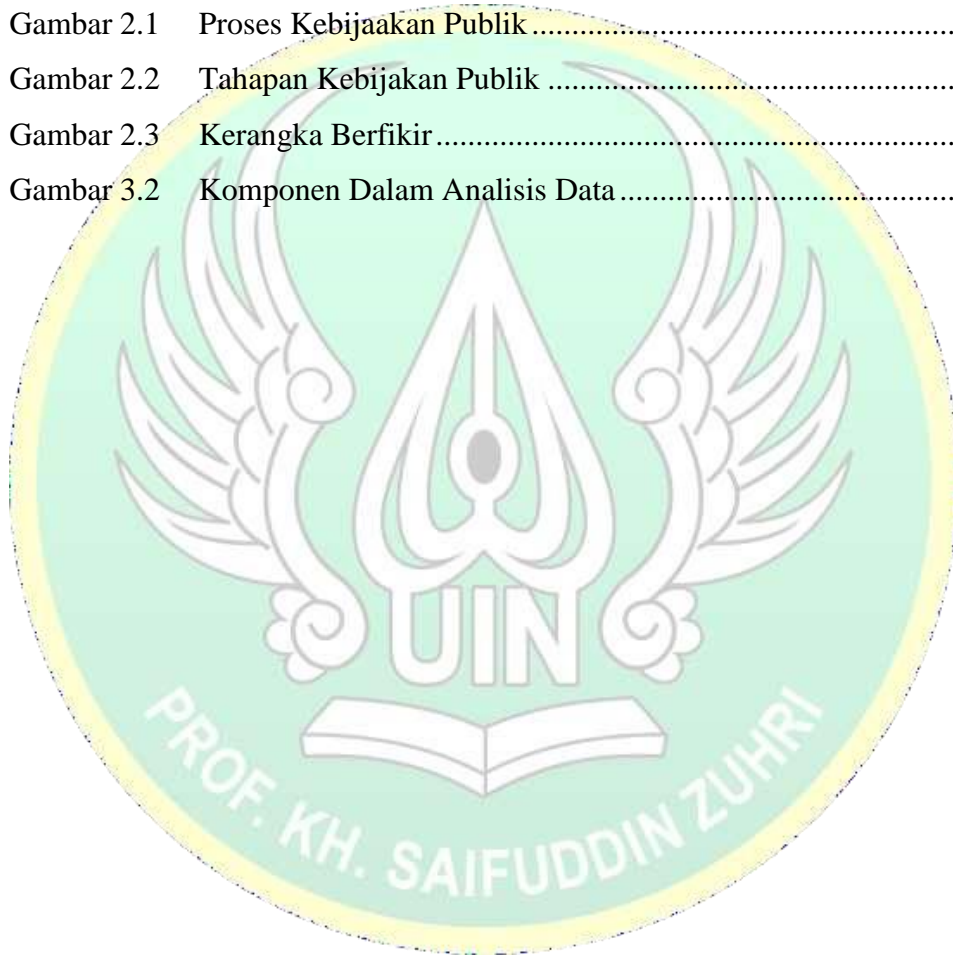 Gambar 2.1 Proses Kebijaakan Publik ....................................................
Gambar 2.2 Tahapan Kebijakan Publik ..................................................
Gambar 2.3 Kerangka Berfikir ................................................................
Gambar 3.2 Komponen Dalam Analisis Data .........................................
UIN
PROF. KH. SAIFUDDIN ZUHRI